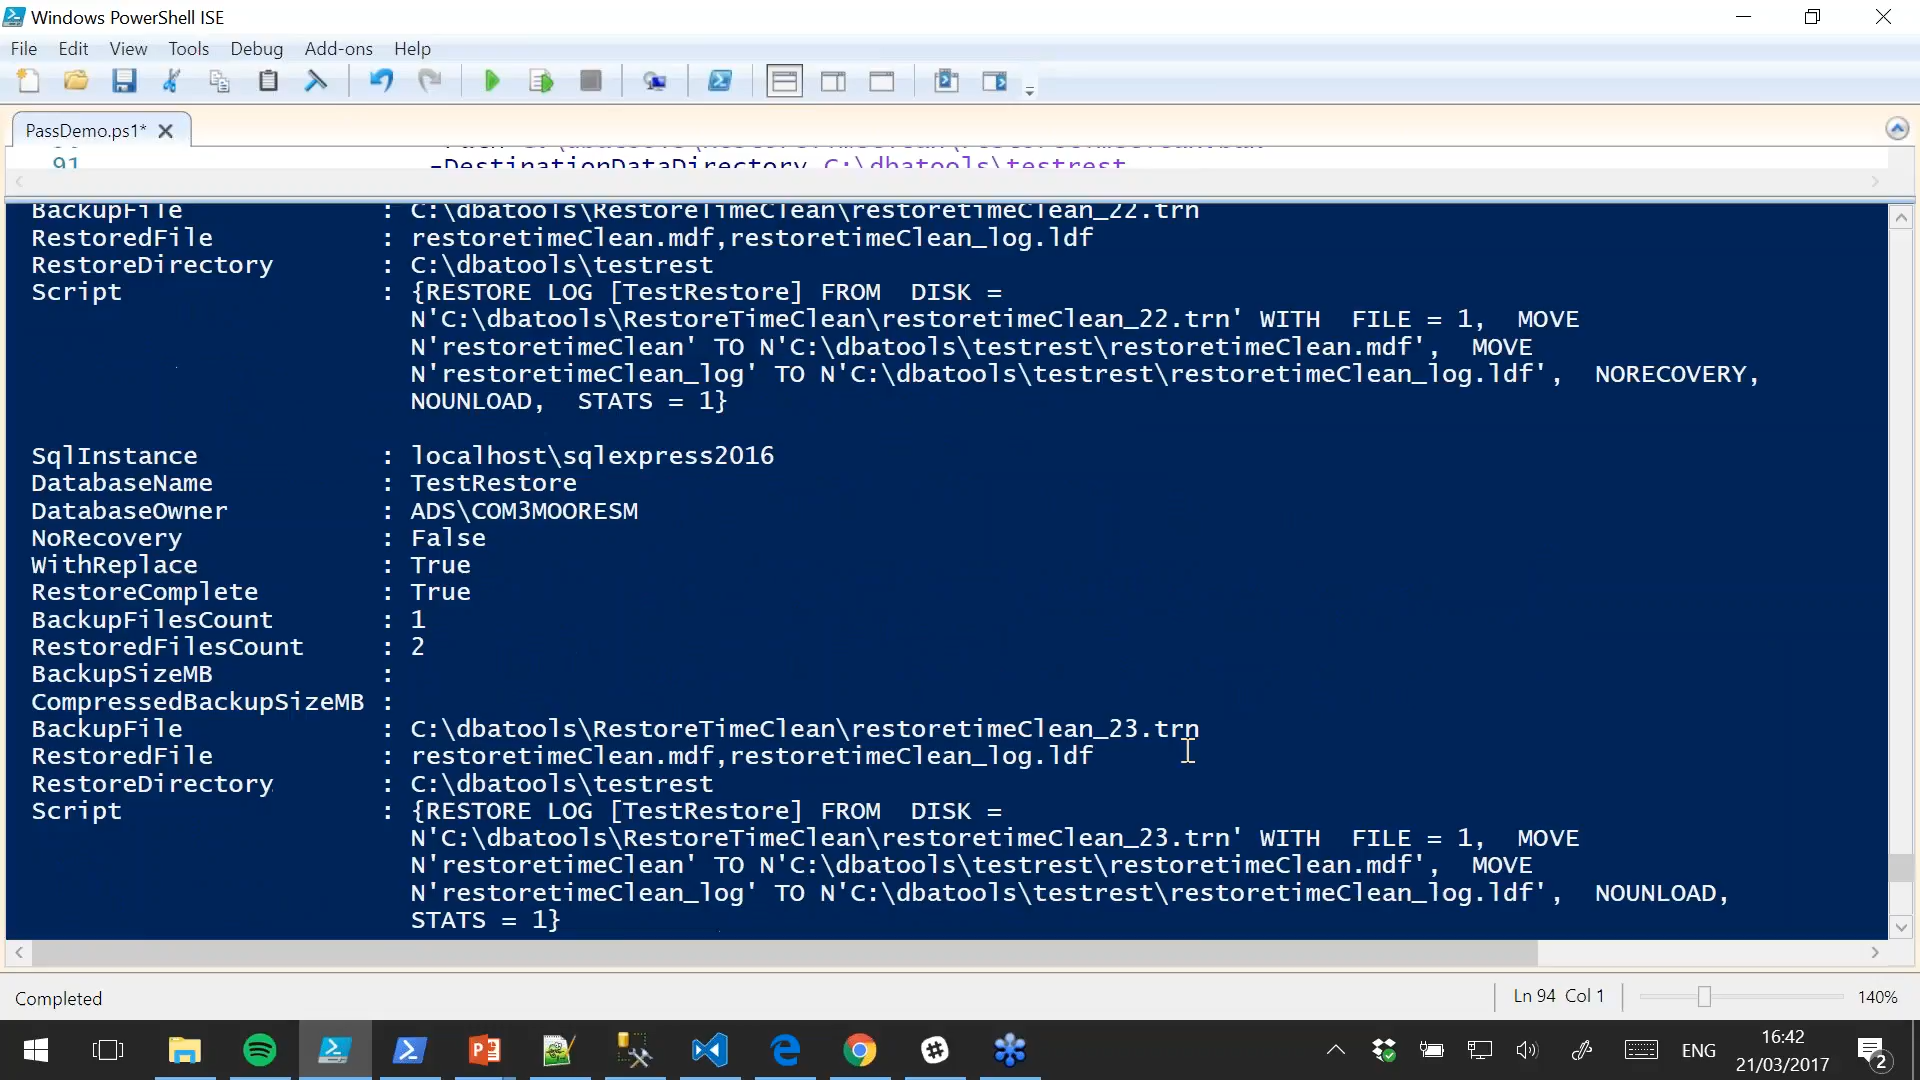 Windows PowerShell ISE
File Edit View Tools Debug Add-ons Help
PassDemo.ps1*
91 -DestinationDataDirectory C:\dbatools\testrest
BackupFile : C:\dbatools\RestoreTimeClean\restoretimeClean_22.trn
RestoredFile : restoretimeClean.mdf,restoretimeClean_log.ldf
RestoreDirectory : C:\dbatools\testrest
Script : {RESTORE LOG [TestRestore] FROM  DISK =
N'C:\dbatools\RestoreTimeClean\restoretimeClean_22.trn' WITH  FILE = 1,  MOVE
N'restoretimeClean' TO N'C:\dbatools\testrest\restoretimeClean.mdf',  MOVE
N'restoretimeClean_log' TO N'C:\dbatools\testrest\restoretimeClean_log.ldf',  NORECOVERY,
NOUNLOAD,  STATS = 1}
SqlInstance : localhost\sqlexpress2016
DatabaseName : TestRestore
DatabaseOwner : ADS\COM3MOORESM
NoRecovery : False
WithReplace : True
RestoreComplete : True
BackupFilesCount : 1
RestoredFilesCount : 2
BackupSizeMB :
CompressedBackupSizeMB :
BackupFile : C:\dbatools\RestoreTimeClean\restoretimeClean_23.trn
RestoredFile : restoretimeClean.mdf,restoretimeClean_log.ldf
RestoreDirectory : C:\dbatools\testrest
Script : {RESTORE LOG [TestRestore] FROM  DISK =
N'C:\dbatools\RestoreTimeClean\restoretimeClean_23.trn' WITH  FILE = 1,  MOVE
N'restoretimeClean' TO N'C:\dbatools\testrest\restoretimeClean.mdf',  MOVE
N'restoretimeClean_log' TO N'C:\dbatools\testrest\restoretimeClean_log.ldf',  NOUNLOAD,
STATS = 1}
Completed
Ln 94 Col 1
140%
ENG
16:42
21/03/2017
2